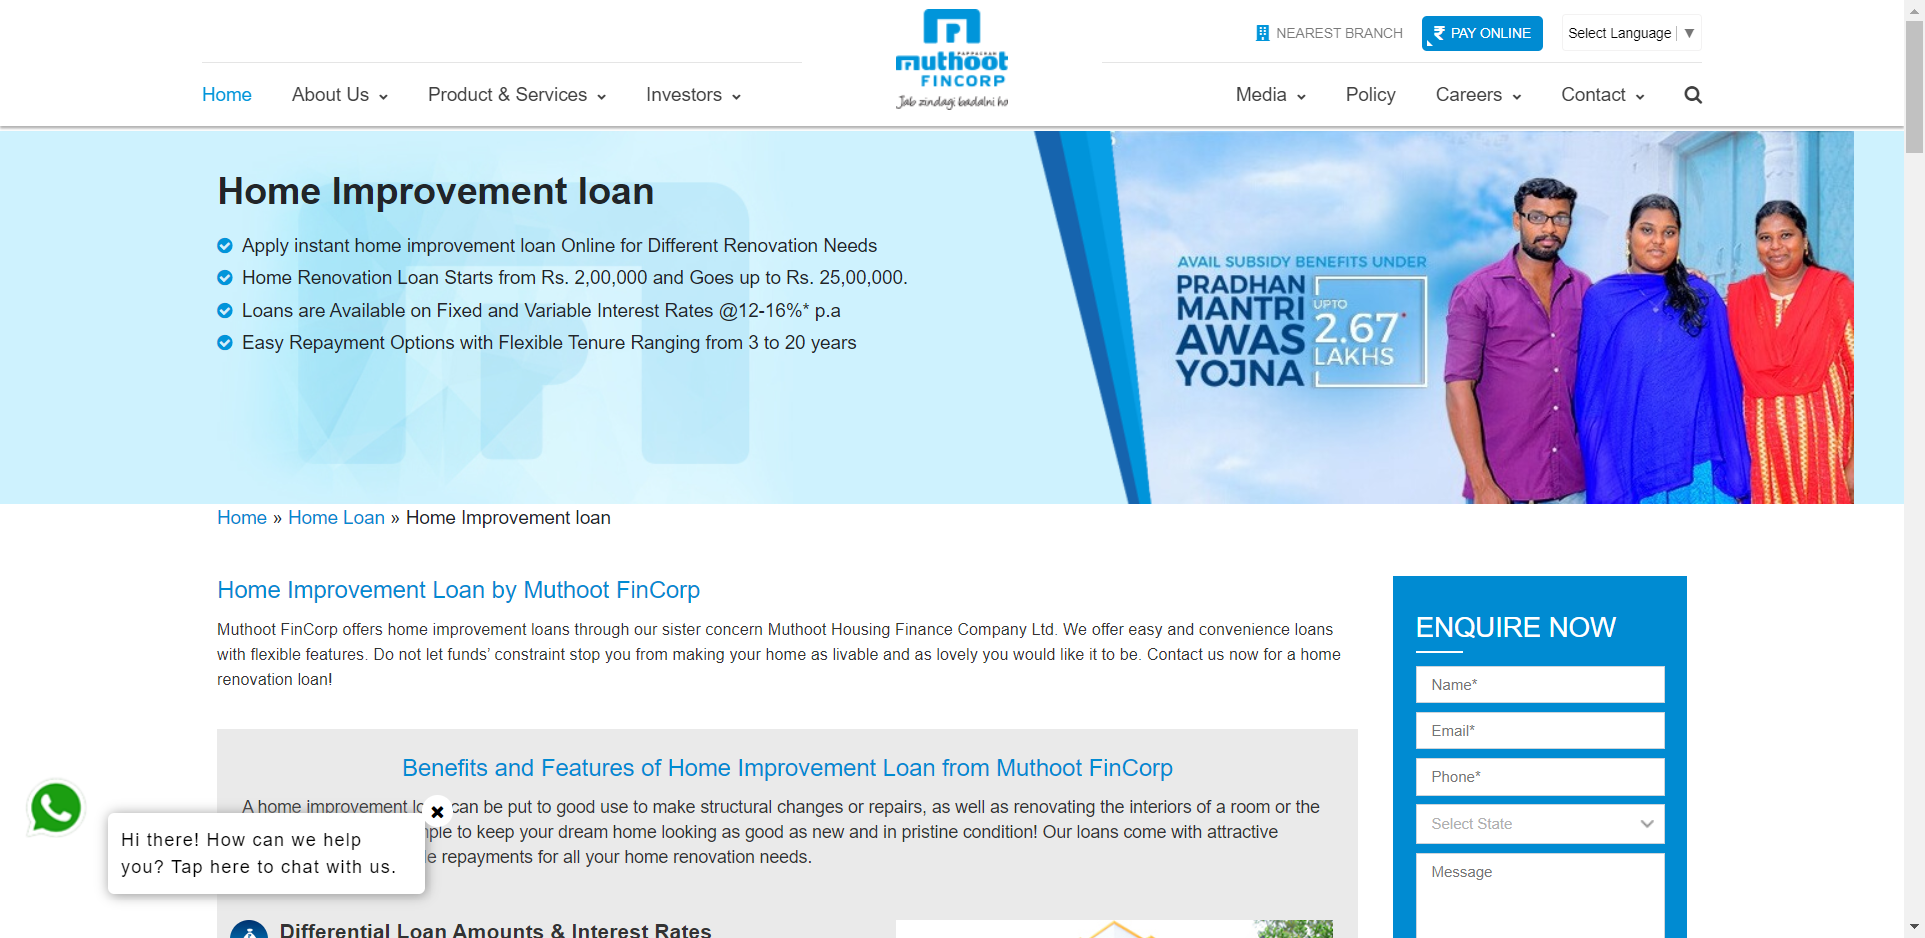 PAPPACHAN
muthoot
FINCORP
Jab zindagi badalni ho
NEAREST BRANCH
₹ PAY ONLINE
Select Language ▼
Home
About Us
Product & Services
Investors
Media
Policy
Careers
Contact
Home Improvement loan
Apply instant home improvement loan Online for Different Renovation Needs
Home Renovation Loan Starts from Rs. 2,00,000 and Goes up to Rs. 25,00,000.
Loans are Available on Fixed and Variable Interest Rates @12-16%* p.a
Easy Repayment Options with Flexible Tenure Ranging from 3 to 20 years
AVAIL SUBSIDY BENEFITS UNDER
PRADHAN
MANTRI
AWAS
YOJNA
UPTO
2.67*
LAKHS
Home » Home Loan » Home Improvement loan
Home Improvement Loan by Muthoot FinCorp
Muthoot FinCorp offers home improvement loans through our sister concern Muthoot Housing Finance Company Ltd. We offer easy and convenience loans
with flexible features. Do not let funds’ constraint stop you from making your home as livable and as lovely you would like it to be. Contact us now for a home
renovation loan!
Benefits and Features of Home Improvement Loan from Muthoot FinCorp
A home improvement can be put to good use to make structural changes or repairs, as well as renovating the interiors of a room or the
to keep your dream home looking as good as new and in pristine condition! Our loans come with attractive
repayments for all your home renovation needs.
Differential Loan Amounts & Interest Rates
ENQUIRE NOW
Name*
Email*
Phone*
Select State
Message
Hi there! How can we help
you? Tap here to chat with us.